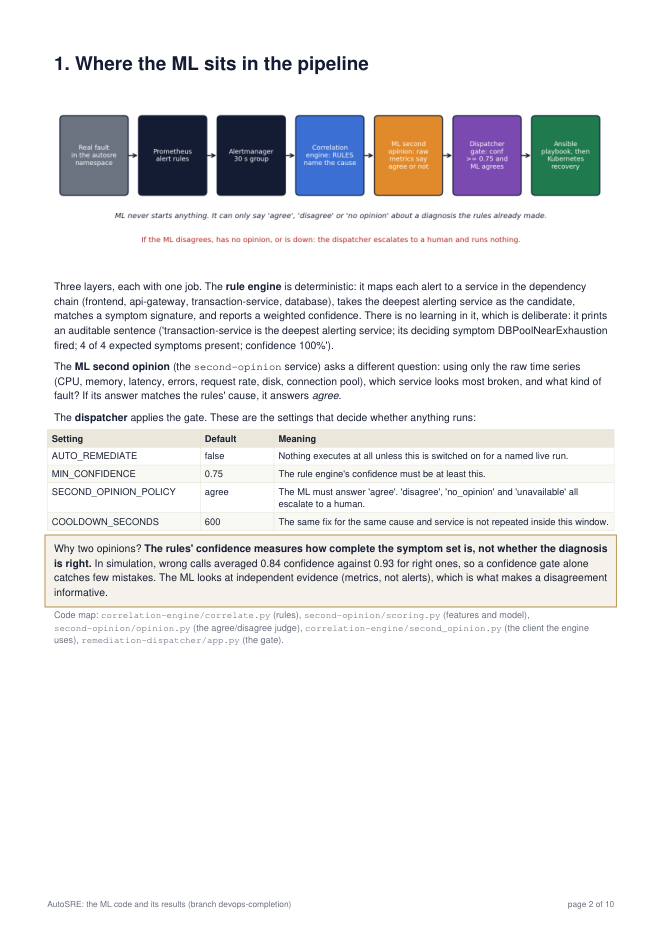 1. Where the ML sits in the pipeline
Real fault
in the autosre
namespace
Prometheus
alert rules
Alertmanager
30 s group
Correlation
engine: RULES
name the cause
ML second
opinion: raw
metrics say
agree or not
Dispatcher
gate: conf
>= 0.75 and
ML agrees
Ansible
playbook, then
Kubernetes
recovery
ML never starts anything. It can only say 'agree', 'disagree' or 'no opinion' about a diagnosis the rules already made.
If the ML disagrees, has no opinion, or is down: the dispatcher escalates to a human and runs nothing.
Three layers, each with one job. The rule engine is deterministic: it maps each alert to a service in the dependency
chain (frontend, api-gateway, transaction-service, database), takes the deepest alerting service as the candidate,
matches a symptom signature, and reports a weighted confidence. There is no learning in it, which is deliberate: it prints
an auditable sentence ('transaction-service is the deepest alerting service; its deciding symptom DBPoolNearExhaustion
fired; 4 of 4 expected symptoms present; confidence 100%').
The ML second opinion (the second-opinion service) asks a different question: using only the raw time series
(CPU, memory, latency, errors, request rate, disk, connection pool), which service looks most broken, and what kind of
fault? If its answer matches the rules' cause, it answers agree.
The dispatcher applies the gate. These are the settings that decide whether anything runs:
Setting Default Meaning
AUTO_REMEDIATE false Nothing executes at all unless this is switched on for a named live run.
MIN_CONFIDENCE 0.75 The rule engine's confidence must be at least this.
SECOND_OPINION_POLICY agree The ML must answer 'agree'. 'disagree', 'no_opinion' and 'unavailable' all
escalate to a human.
COOLDOWN_SECONDS 600 The same fix for the same cause and service is not repeated inside this window.
Why two opinions? The rules' confidence measures how complete the symptom set is, not whether the diagnosis
is right. In simulation, wrong calls averaged 0.84 confidence against 0.93 for right ones, so a confidence gate alone
catches few mistakes. The ML looks at independent evidence (metrics, not alerts), which is what makes a disagreement
informative.
Code map: correlation-engine/correlate.py (rules), second-opinion/scoring.py (features and model),
second-opinion/opinion.py (the agree/disagree judge), correlation-engine/second_opinion.py (the client the engine
uses), remediation-dispatcher/app.py (the gate).
AutoSRE: the ML code and its results (branch devops-completion)
page 2 of 10